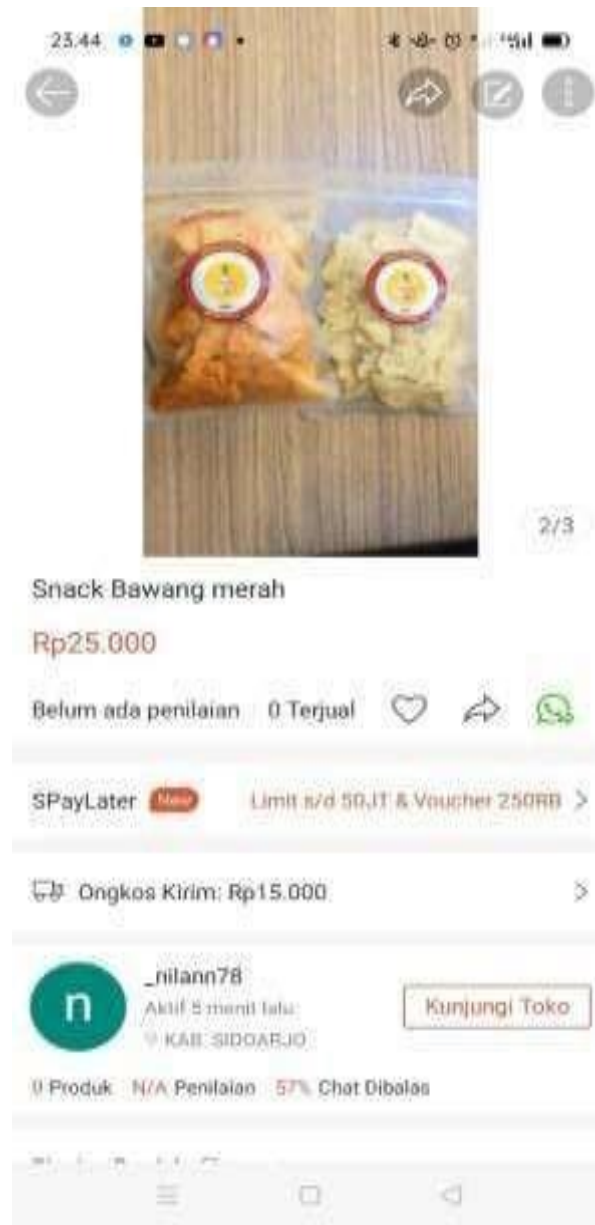 23.44
2/3
Snack Bawang merah
Rp25.000
Belum ada penilaian 0 Terjual
SPayLater New Limit s/d 50JT & Voucher 250RB
Ongkos Kirim: Rp15.000
n
_nilann78
Aktif 5 menit lalu
KAB. SIDOARJO
Kunjungi Toko
0 Produk N/A Penilaian 57% Chat Dibalas